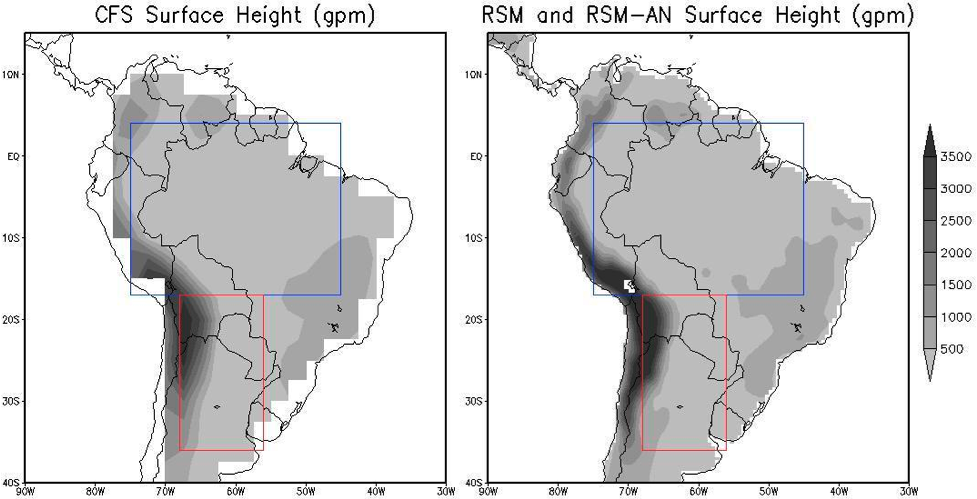 CFS Surface Height (gpm)
RSM and RSM-AN Surface Height (gpm)
10N
EQ
10S
20S
30S
40S
90W 80W 70W 60W 50W 40W 30W
10N
EQ
10S
20S
30S
40S
90W 80W 70W 60W 50W 40W 30W
3500
3000
2500
2000
1500
1000
500